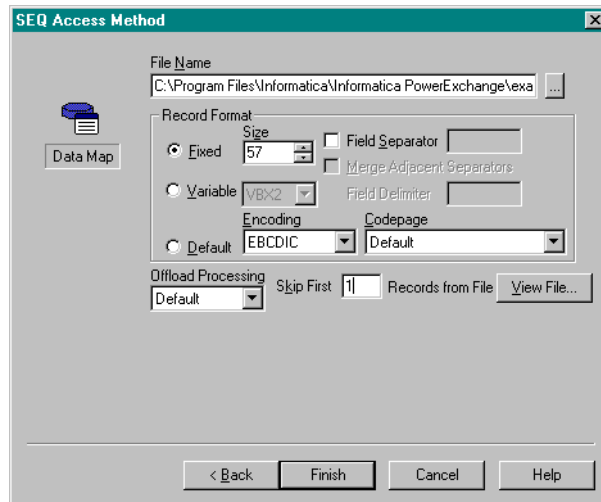 SEQ Access Method
File Name
C:\Program Files\Informatica\Informatica PowerExchange\exa ...
Data Map
Record Format
Size
Fixed 57 Field Separator
Merge Adjacent Separators
Variable VBX2 Field Delimiter
Encoding Codepage
Default EBCDIC Default
Offload Processing
Default Skip First 1 Records from File View File...
< Back Finish Cancel Help